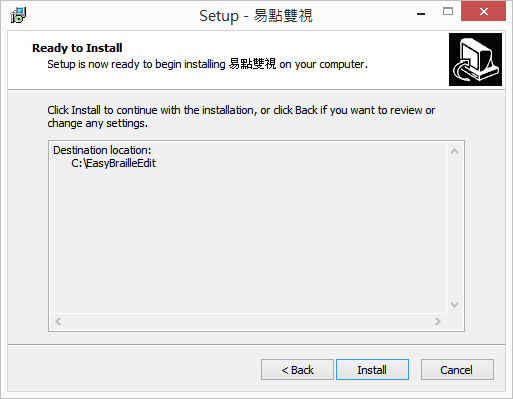 Setup - 易點雙視
Ready to Install
Setup is now ready to begin installing 易點雙視 on your computer.
Click Install to continue with the installation, or click Back if you want to review or
change any settings.
Destination location:
C:\EasyBrailleEdit
< Back
Install
Cancel